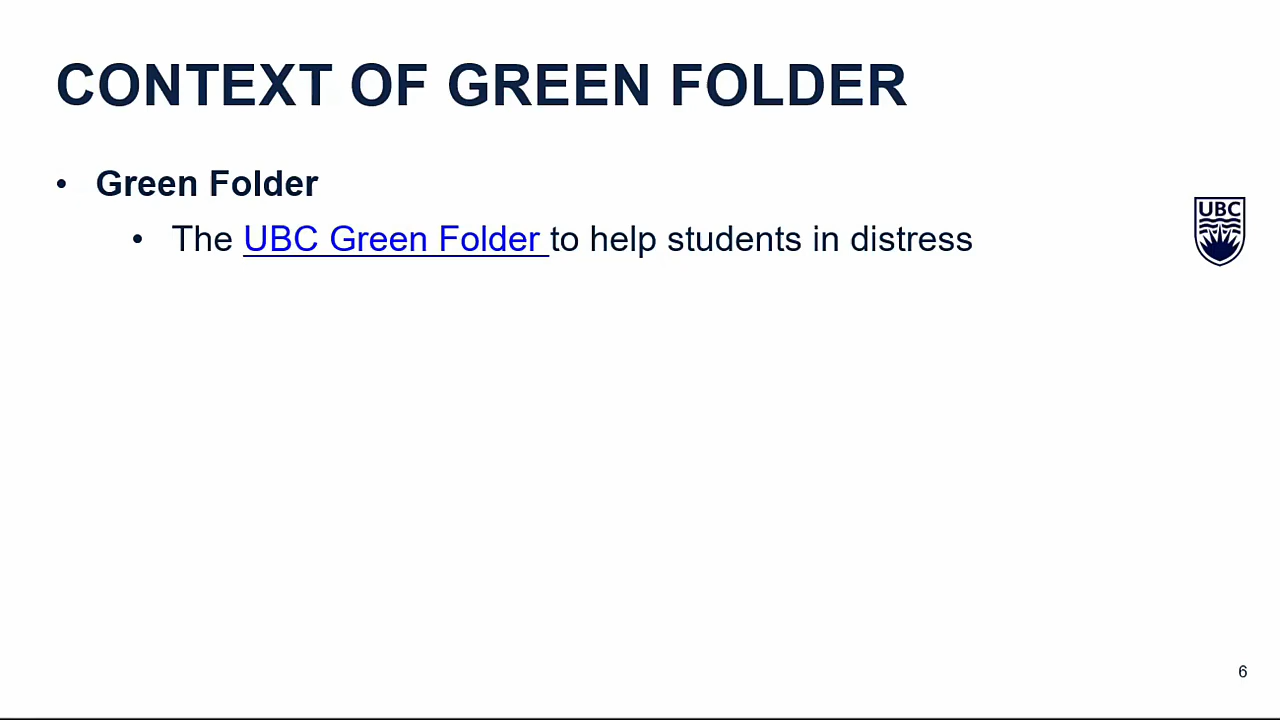 CONTEXT OF GREEN FOLDER
• Green Folder
• The UBC Green Folder to help students in distress
UBC
6